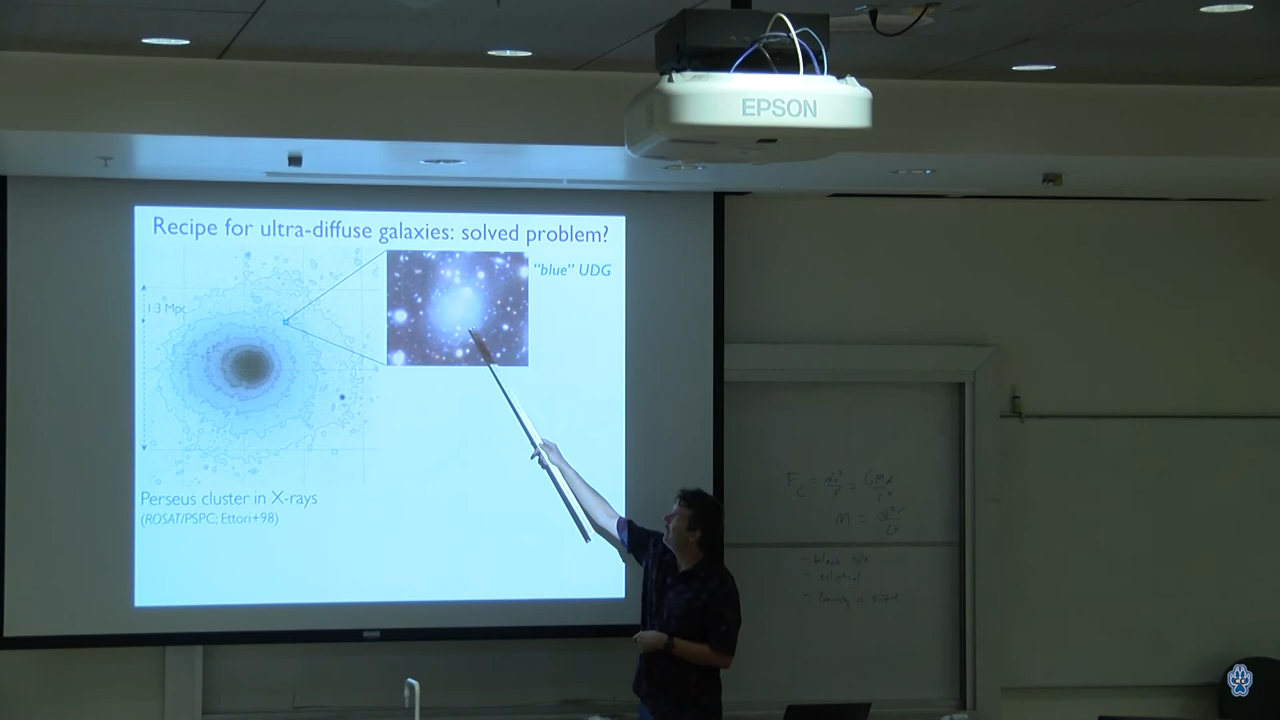 EPSON
Recipe for ultra-diffuse galaxies: solved problem?
"blue" UDG
1.3 Mpc
Perseus cluster in X-rays
(ROSAT/PSPC; Ettori+98)